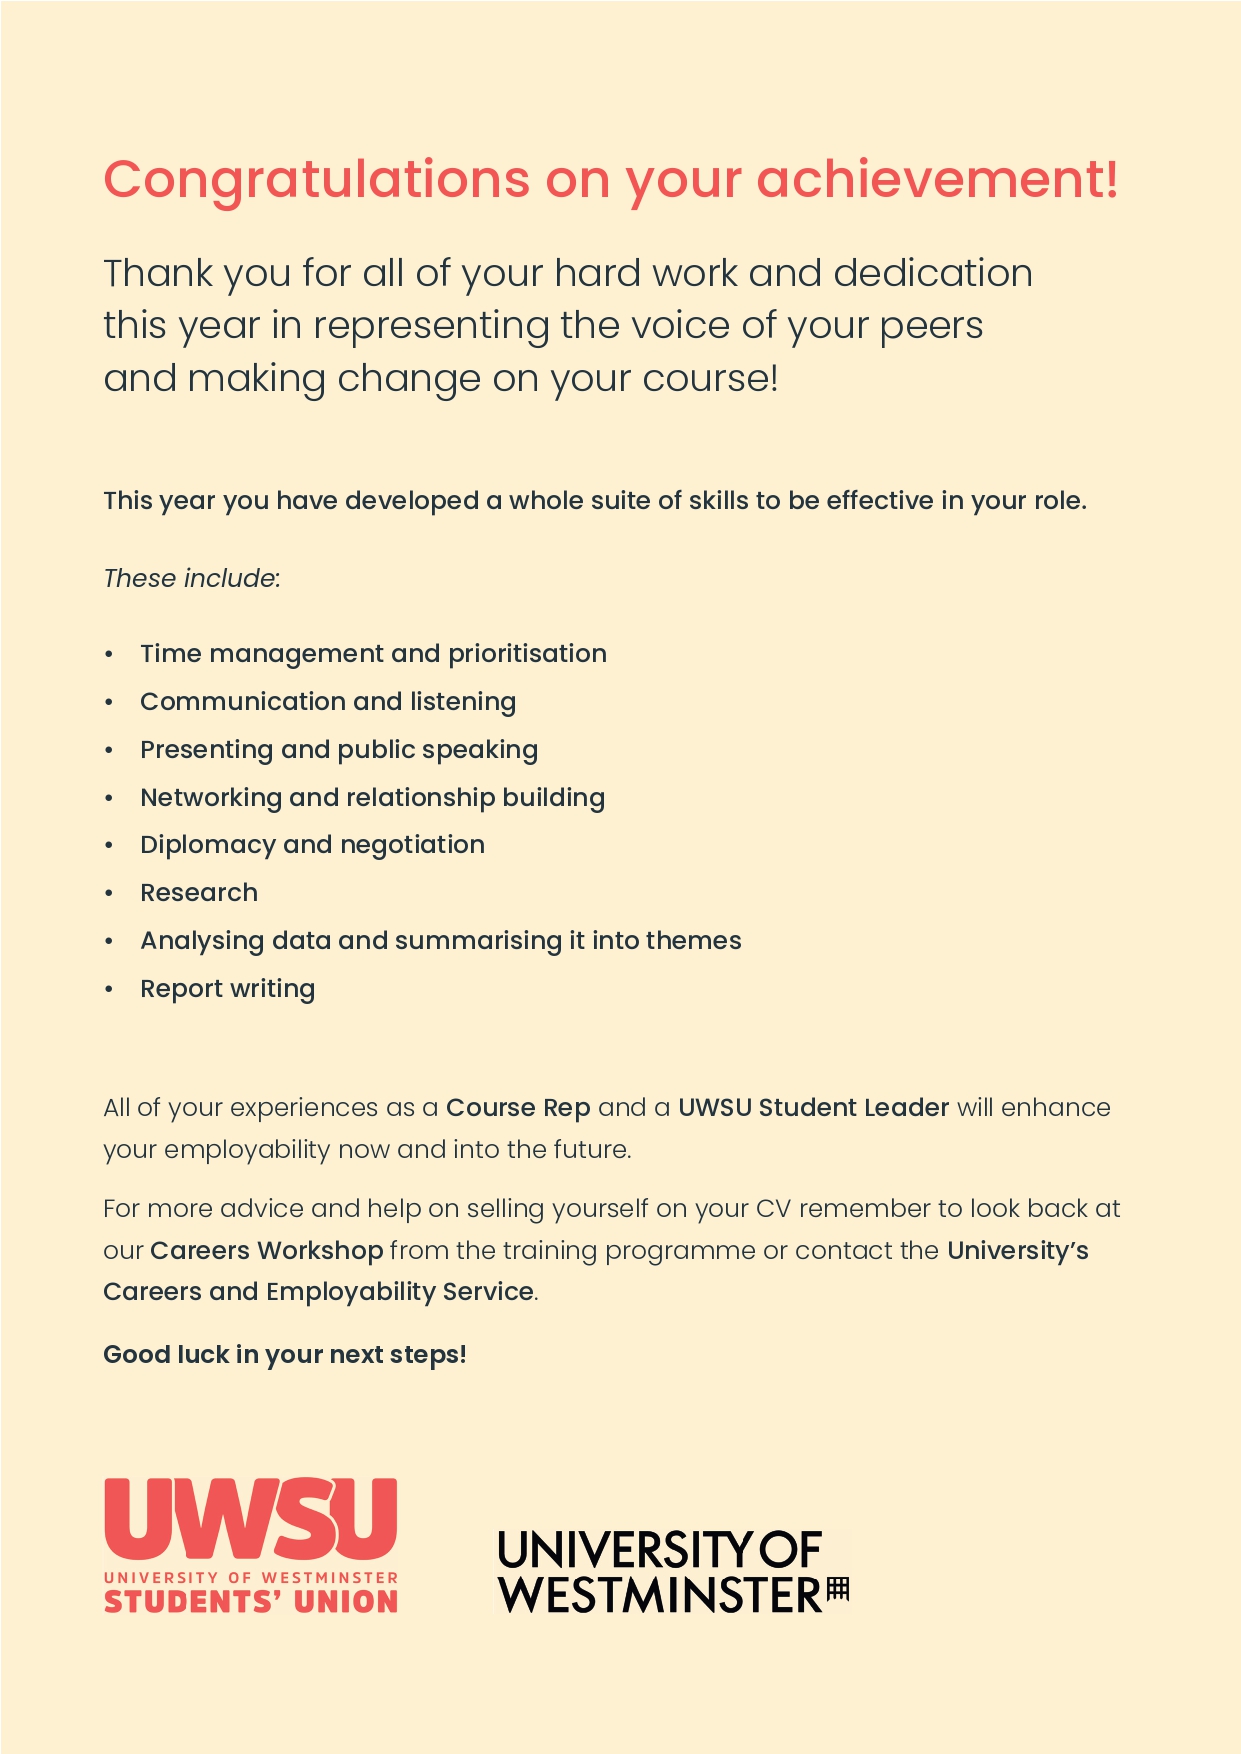 Congratulations on your achievement!
Thank you for all of your hard work and dedication
this year in representing the voice of your peers
and making change on your course!
This year you have developed a whole suite of skills to be effective in your role.
These include:
• Time management and prioritisation
• Communication and listening
• Presenting and public speaking
• Networking and relationship building
• Diplomacy and negotiation
• Research
• Analysing data and summarising it into themes
• Report writing
All of your experiences as a Course Rep and a UWSU Student Leader will enhance
your employability now and into the future.
For more advice and help on selling yourself on your CV remember to look back at
our Careers Workshop from the training programme or contact the University’s
Careers and Employability Service.
Good luck in your next steps!
UWSU
UNIVERSITY OF WESTMINSTER
STUDENTS’ UNION
UNIVERSITY OF
WESTMINSTER